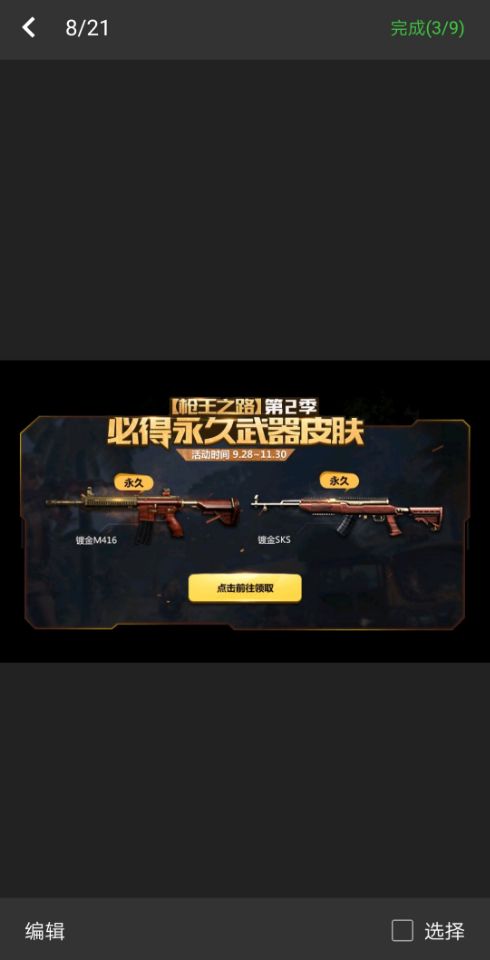 8/21
完成(3/9)
【枪王之路】第2季
必得永久武器皮肤
活动时间 9.28~11.30
永久
永久
镀金M416
镀金SKS
点击前往领取
编辑
选择